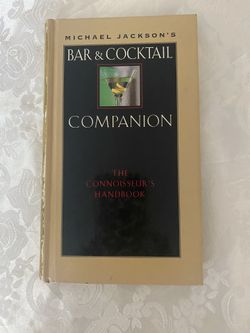 MICHAEL JACKSON'S
BAR & COCKTAIL
COMPANION
THE
CONNOISSEUR'S
HANDBOOK